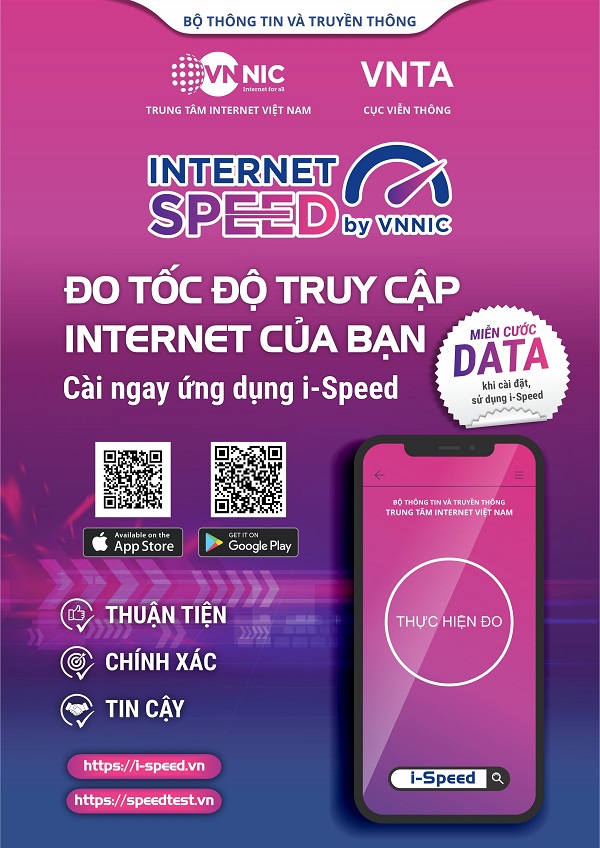 BỘ THÔNG TIN VÀ TRUYỀN THÔNG
VNNIC
Internet for all
TRUNG TÂM INTERNET VIỆT NAM
VNTA
CỤC VIỄN THÔNG
INTERNET
SPEED
by VNNIC
ĐO TỐC ĐỘ TRUY CẬP
INTERNET CỦA BẠN
Cài ngay ứng dụng i-Speed
MIỄN CƯỚC
DATA
khi cài đặt,
sử dụng i-Speed
Available on the
App Store
GET IT ON
Google Play
BỘ THÔNG TIN VÀ TRUYỀN THÔNG
TRUNG TÂM INTERNET VIỆT NAM
THỰC HIỆN ĐO
i-Speed
THUẬN TIỆN
CHÍNH XÁC
TIN CẬY
https://i-speed.vn
https://speedtest.vn